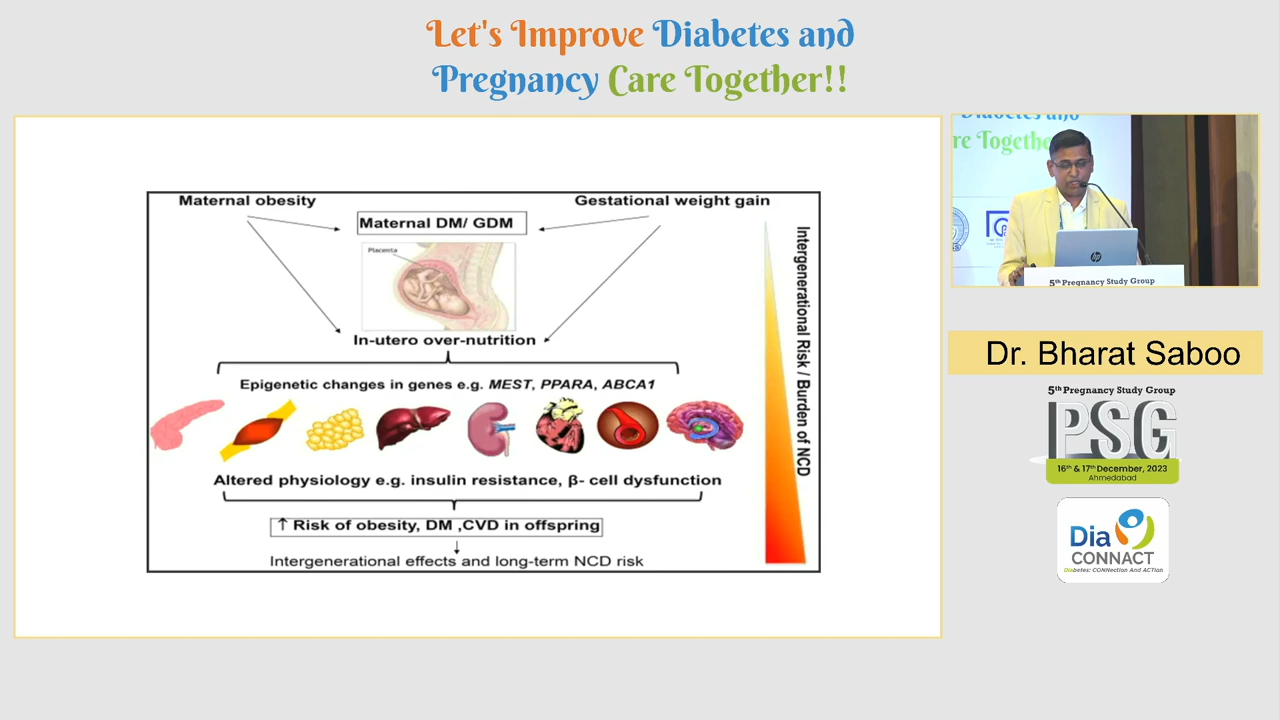 Let's Improve Diabetes and
Pregnancy Care Together!!
Maternal obesity
Gestational weight gain
Maternal DM/ GDM
Placenta
In-utero over-nutrition
Epigenetic changes in genes e.g. MEST, PPARA, ABCA1
Altered physiology e.g. insulin resistance, β- cell dysfunction
↑ Risk of obesity, DM ,CVD in offspring
Intergenerational effects and long-term NCD risk
Intergenerational Risk / Burden of NCD
Diabetes and
re Togethe
hp
5th Pregnancy Study Group
Dr. Bharat Saboo
5th Pregnancy Study Group
PSG
16th & 17th December, 2023
Ahmedabad
Dia
CONNACT
Diabetes: CONNection And ACTion